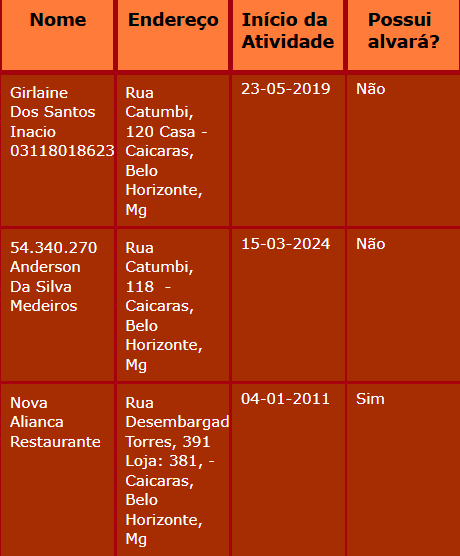 Nome
Endereço
Início da
Atividade
Possui
alvará?
Girlaine
Dos Santos
Inacio
03118018623
Rua
Catumbi,
120 Casa -
Caicaras,
Belo
Horizonte,
Mg
23-05-2019
Não
54.340.270
Anderson
Da Silva
Medeiros
Rua
Catumbi,
118 -
Caicaras,
Belo
Horizonte,
Mg
15-03-2024
Não
Nova
Alianca
Restaurante
Rua
Desembargad
Torres, 391
Loja: 381, -
Caicaras,
Belo
Horizonte,
Mg
04-01-2011
Sim